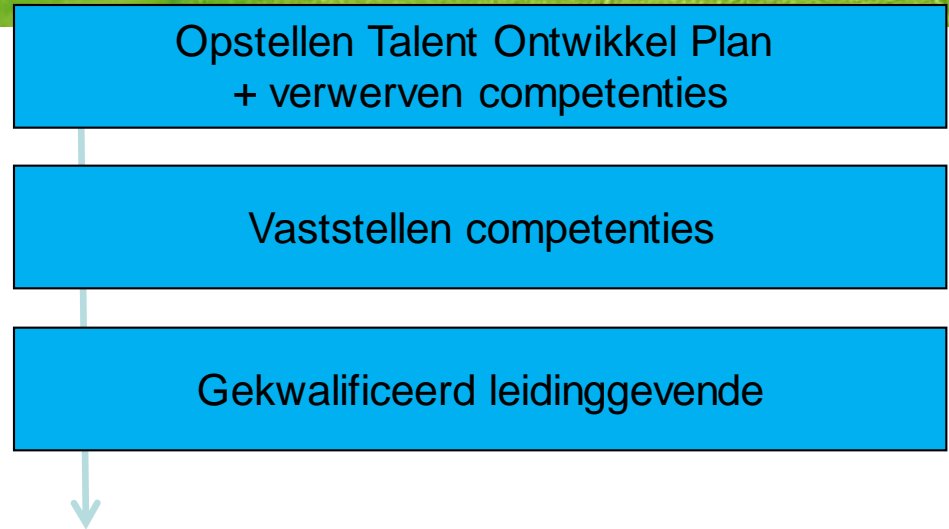 Opstellen Talent Ontwikkel Plan
+ verwerven competenties
Vaststellen competenties
Gekwalificeerd leidinggevende